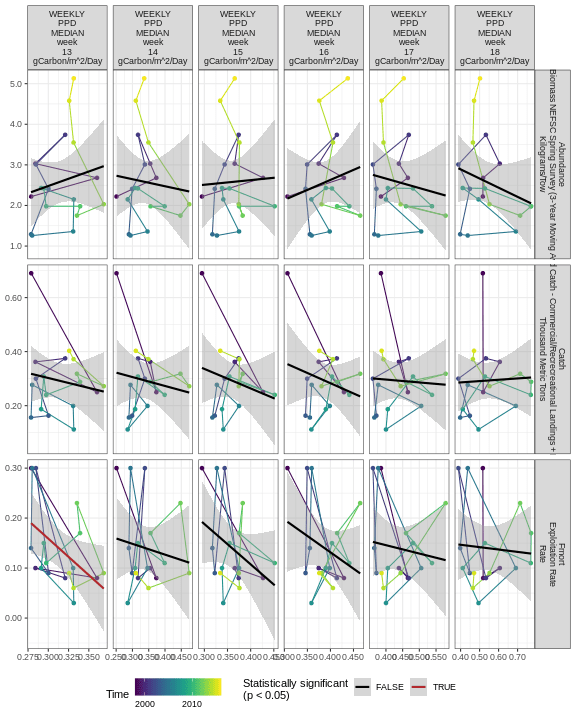 WEEKLY
PPD
MEDIAN
week
13
gCarbon/m^2/Day
WEEKLY
PPD
MEDIAN
week
14
gCarbon/m^2/Day
WEEKLY
PPD
MEDIAN
week
15
gCarbon/m^2/Day
WEEKLY
PPD
MEDIAN
week
16
gCarbon/m^2/Day
WEEKLY
PPD
MEDIAN
week
17
gCarbon/m^2/Day
WEEKLY
PPD
MEDIAN
week
18
gCarbon/m^2/Day
5.0
4.0
3.0
2.0
1.0
Abundance
Biomass NEFSC Spring Survey (3-Year Moving
Kilograms/Tow
0.60
0.40
0.20
Catch
Catch - Commercial/Recreational Landings +
Thousand Metric Tons
0.30
0.20
0.10
0.00
Fmort
Exploitation Rate
Rate
0.275 0.300 0.325 0.350
0.250 0.300 0.350 0.400 0.450
0.300 0.350 0.400 0.450
0.350 0.400 0.450
0.400 0.450 0.500 0.550
0.40 0.50 0.60 0.70
Time
2000 2010
Statistically significant
(p < 0.05)
FALSE TRUE